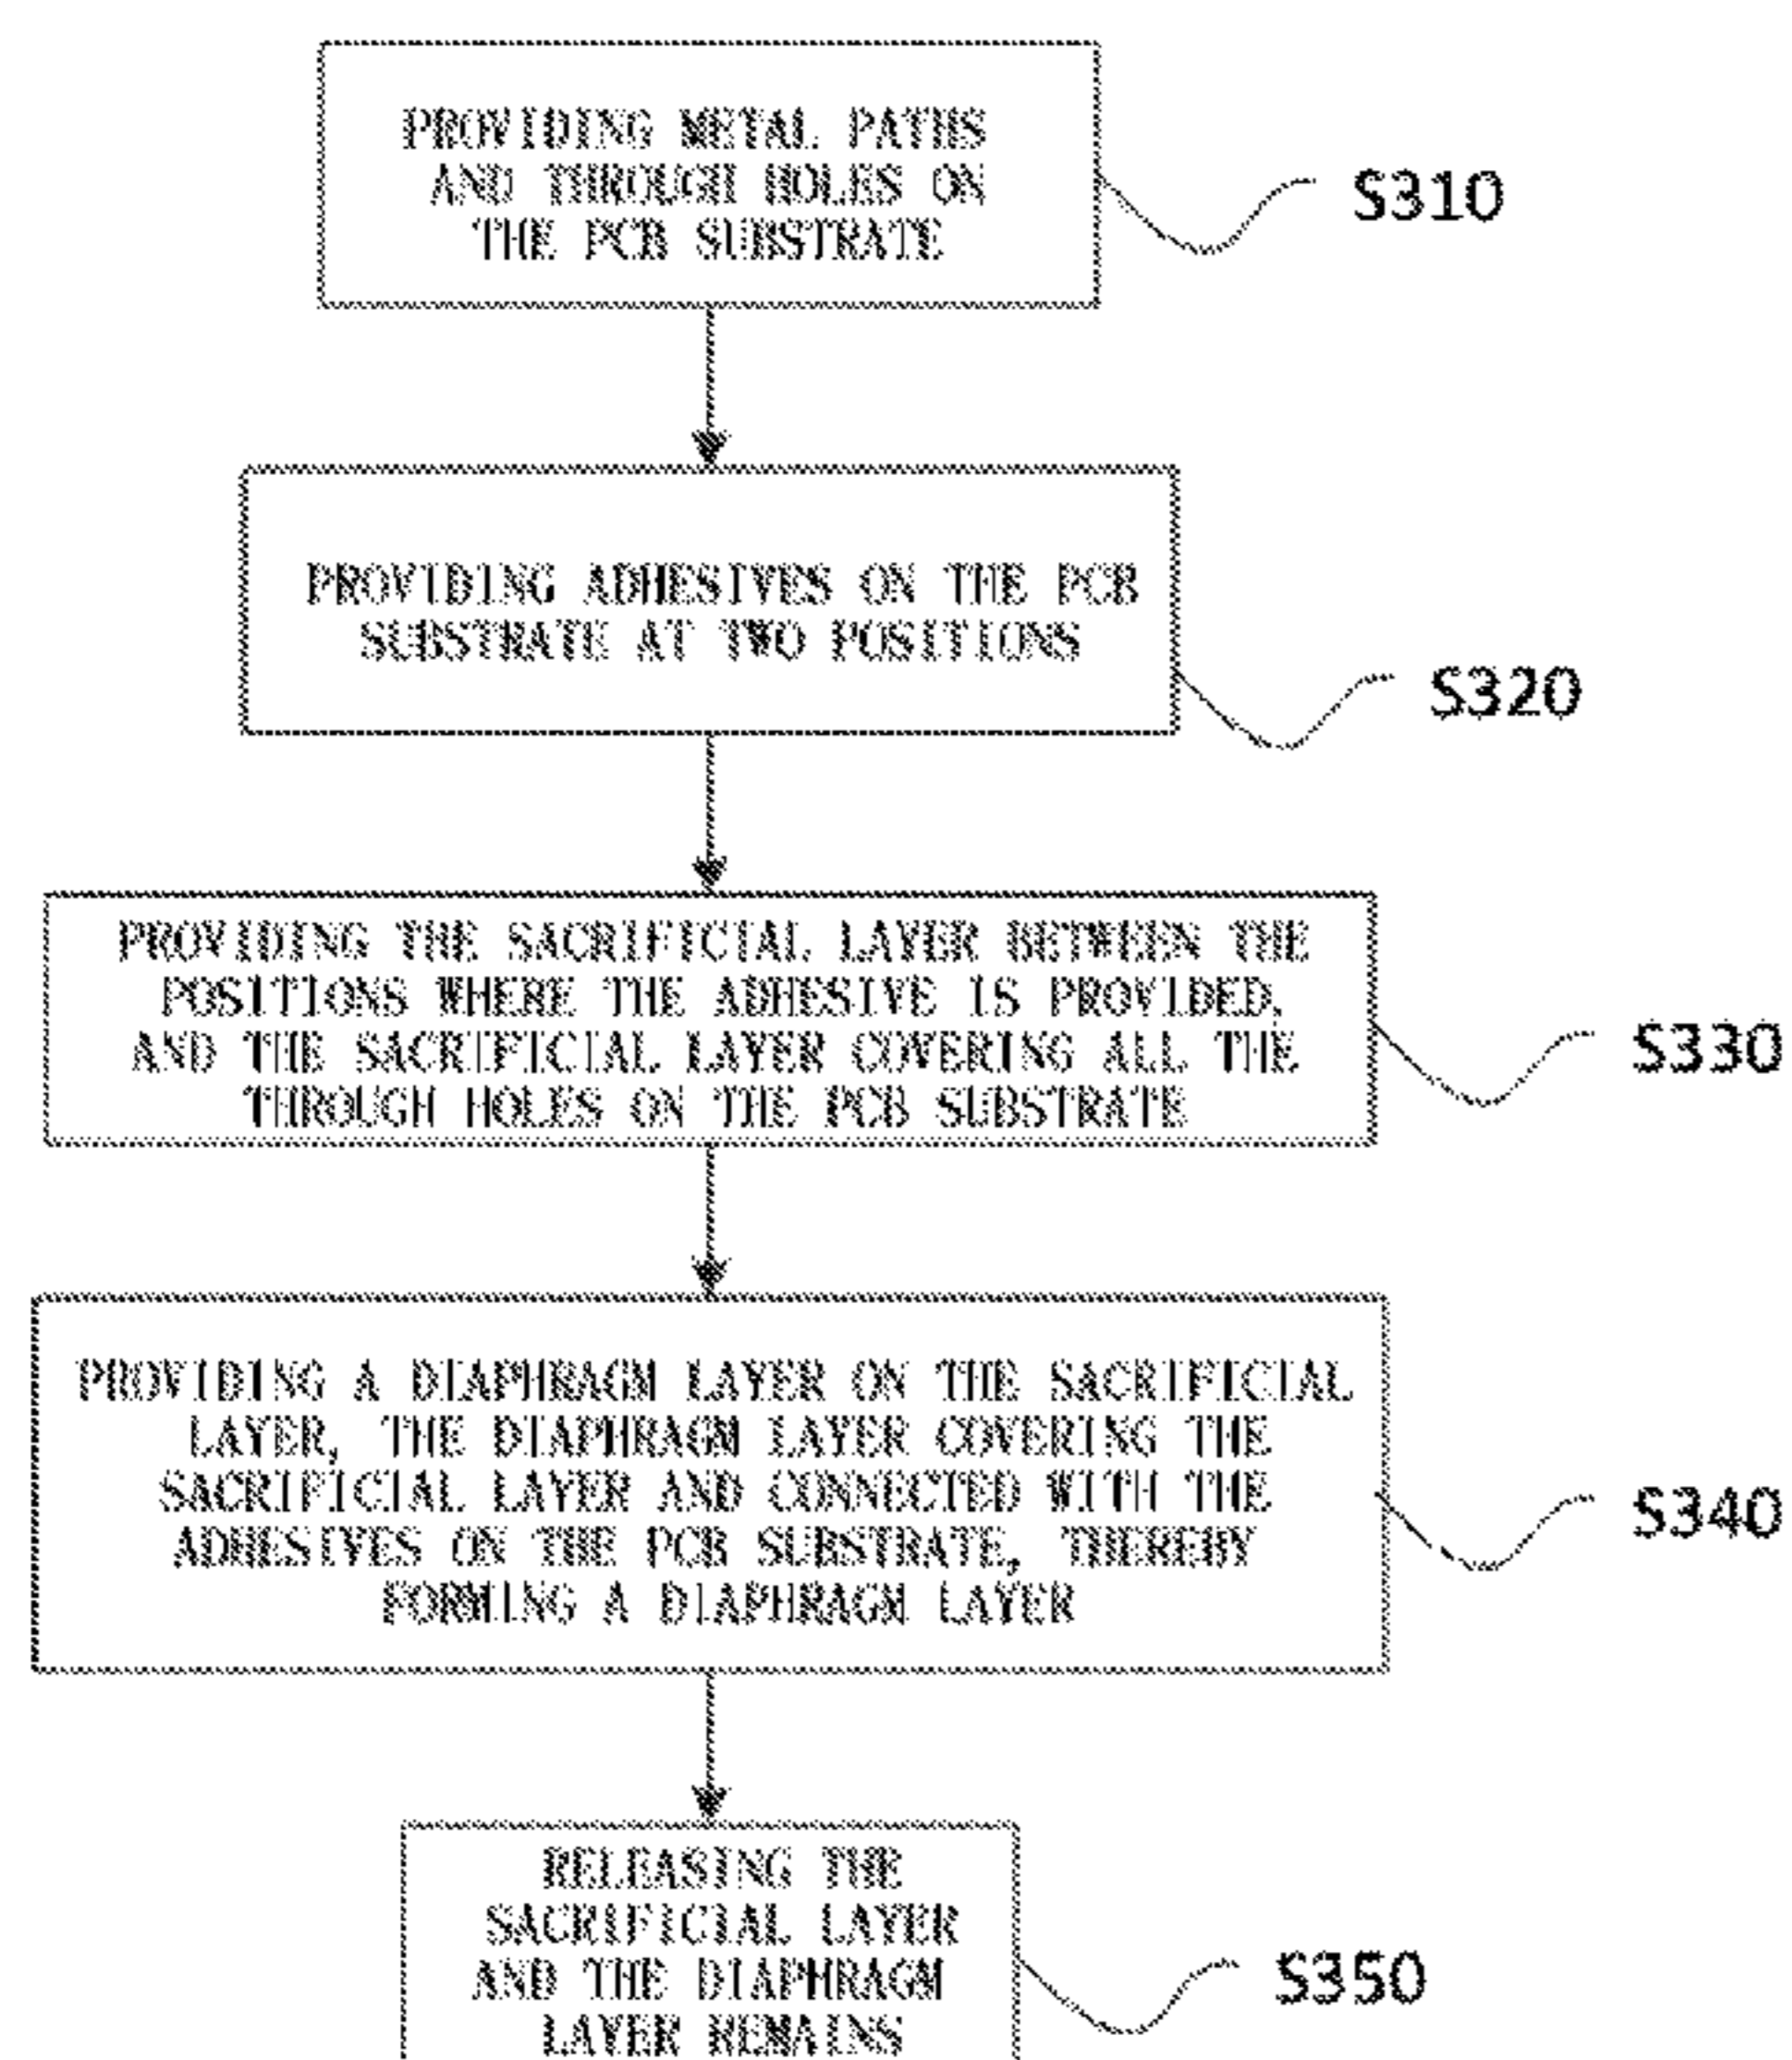 PROVIDING METAL PATHS
AND THROUGH HOLES ON
THE PCB SUBSTRATE
S310
PROVIDING ADHESIVES ON THE PCB
SUBSTRATE AT TWO POSITIONS
S320
PROVIDING THE SACRIFICIAL LAYER BETWEEN THE
POSITIONS WHERE THE ADHESIVE IS PROVIDED,
AND THE SACRIFICIAL LAYER COVERING ALL THE
THROUGH HOLES ON THE PCB SUBSTRATE
S330
PROVIDING A DIAPHRAGM LAYER ON THE SACRIFICIAL
LAYER, THE DIAPHRAGM LAYER COVERING THE
SACRIFICIAL LAYER AND CONNECTED WITH THE
ADHESIVES ON THE PCB SUBSTRATE, THEREBY
FORMING A DIAPHRAGM LAYER
S340
RELEASING THE
SACRIFICIAL LAYER
AND THE DIAPHRAGM
LAYER REMAINS
S350